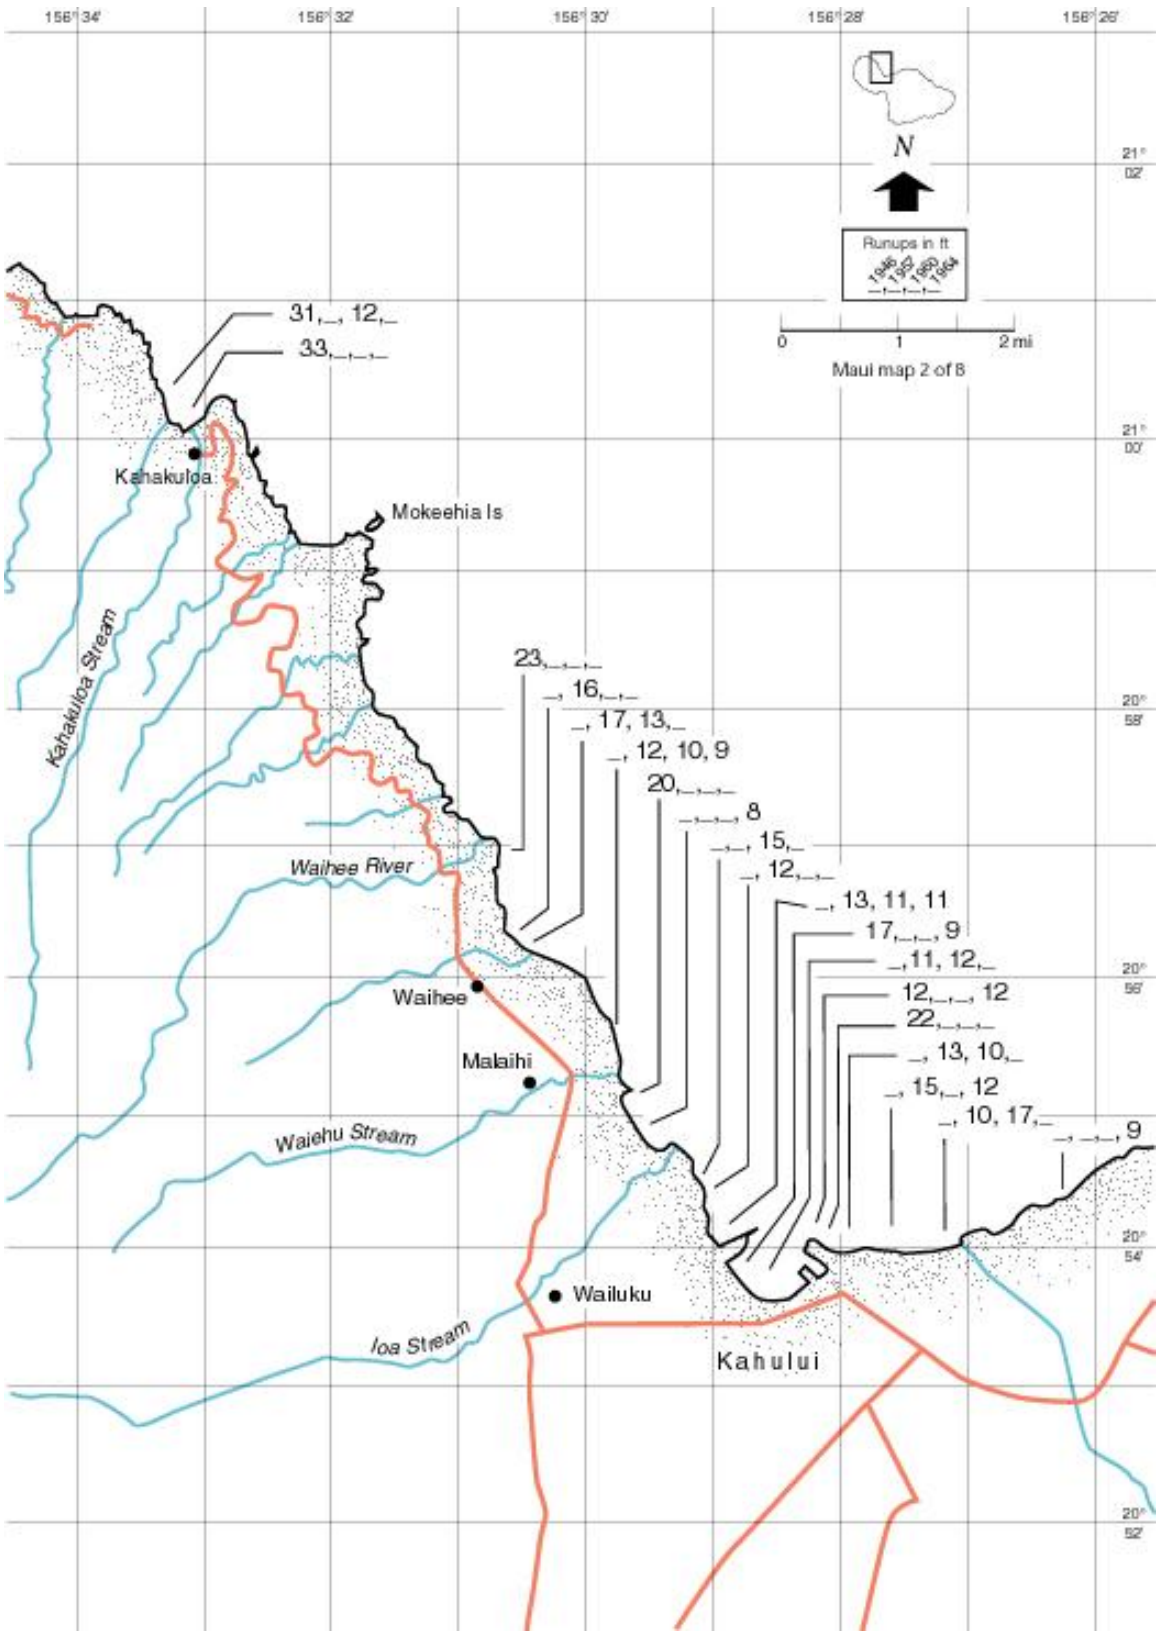 156° 34'
156° 32'
156° 30'
156° 28'
156° 26'
N
21° 02'
Runups in ft
1946 1952 1960 1964
_,_,_,_
0 1 2 mi
Maui map 2 of 8
31,_, 12,_
33,_,_,_
21° 00'
Kahakuloa
Mokeehia Is
Kahakuloa Stream
23,_,_,_
_, 16,_,_
_, 17, 13,_
20° 58'
_, 12, 10, 9
20,_,_,_
_,_,_, 8
_,_, 15,_
Waihee River
_, 12,_,_
_, 13, 11, 11
17,_,_, 9
_,11, 12,_
20° 56'
Waihee
12,_,_, 12
22,_,_,_
Malaihi
_, 13, 10,_
_, 15,_, 12
_, 10, 17,_
Waiehu Stream
_,_,_, 9
20° 54'
Wailuku
Ioa Stream
Kahului
20° 52'